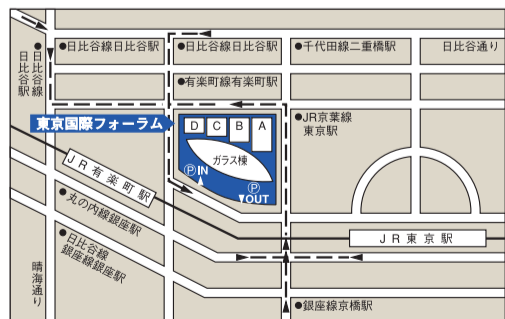 ●日比谷線日比谷駅
●日比谷線日比谷駅
●日比谷線日比谷駅
●千代田線二重橋駅
日比谷通り
●有楽町線有楽町駅
東京国際フォーラム
D C B A
ガラス棟
Ⓟ IN
Ⓟ
OUT
●JR京葉線
東京駅
JR有楽町駅
●丸の内線銀座駅
●日比谷線
銀座線銀座駅
晴海通り
JR東京駅
●銀座線京橋駅